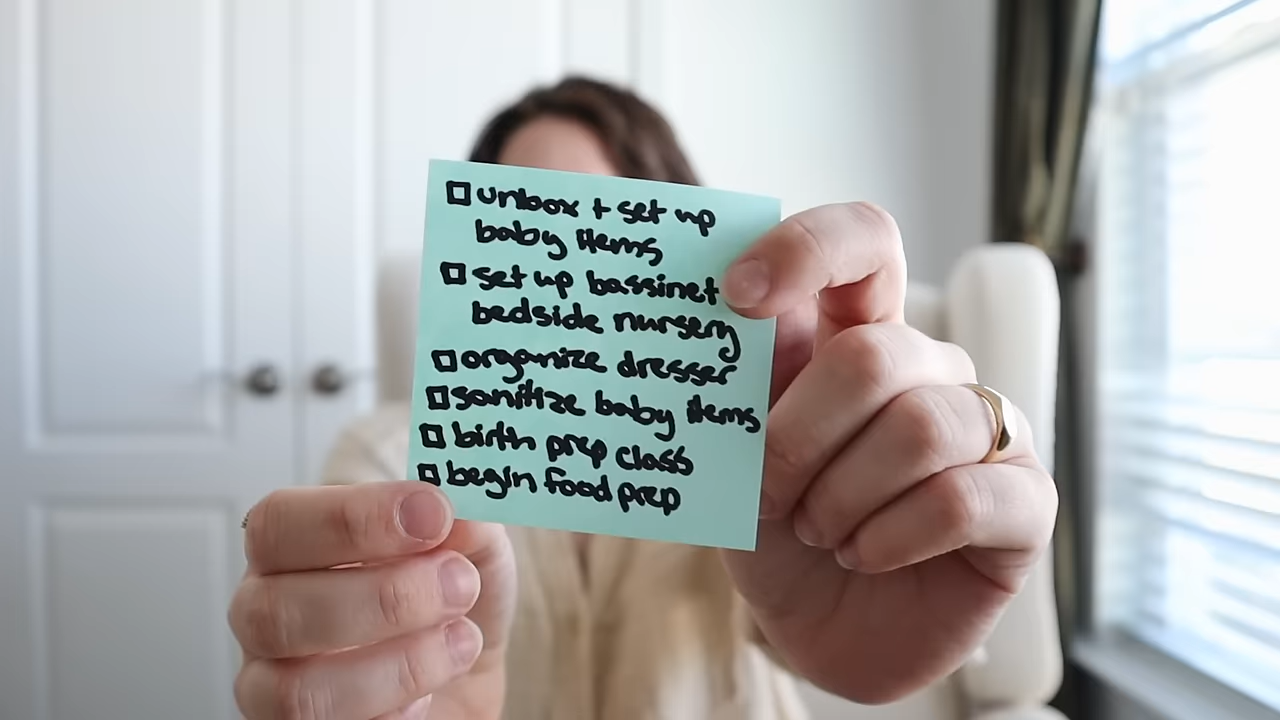 □ unbox + set up
baby items
□ set up bassinet
bedside nursery
□ organize dresser
□ sanitize baby items
□ birth prep class
□ begin food prep